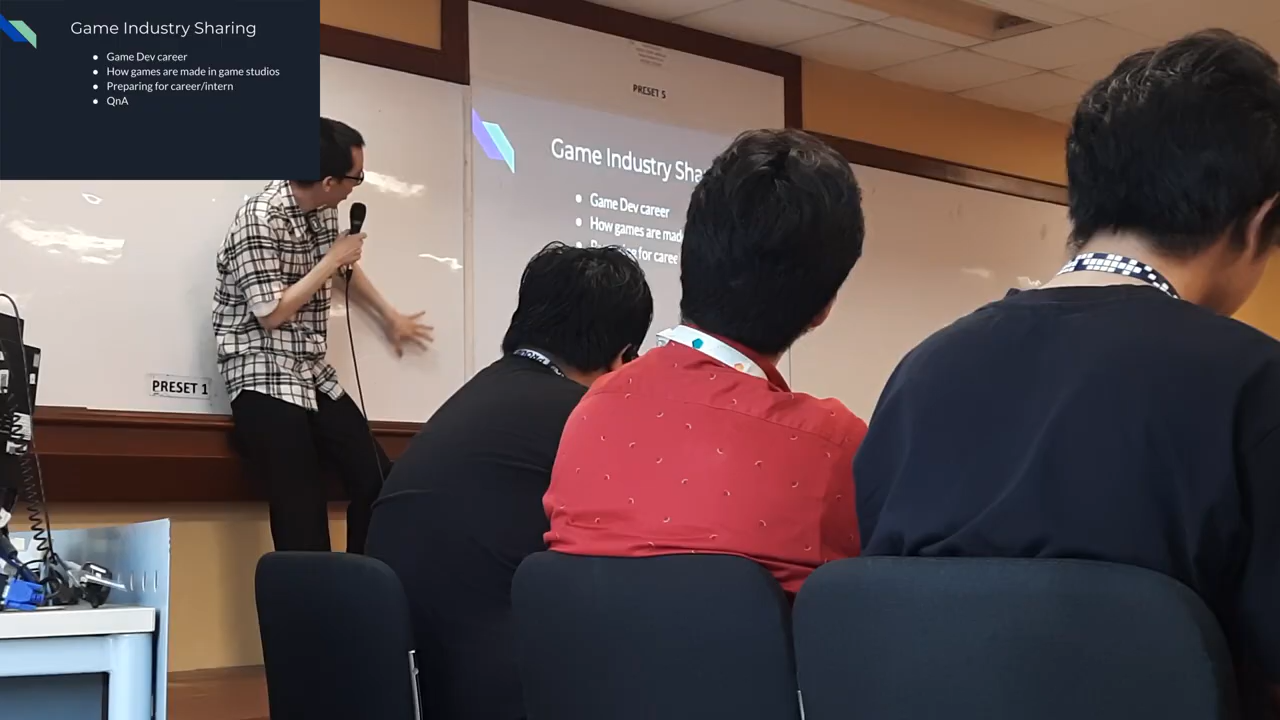 Game Industry Sharing
● Game Dev career
● How games are made in game studios
● Preparing for career/intern
● QnA
PRESET 5
Game Industry Sha
● Game Dev career
● How games are mad
for caree
PRESET 1